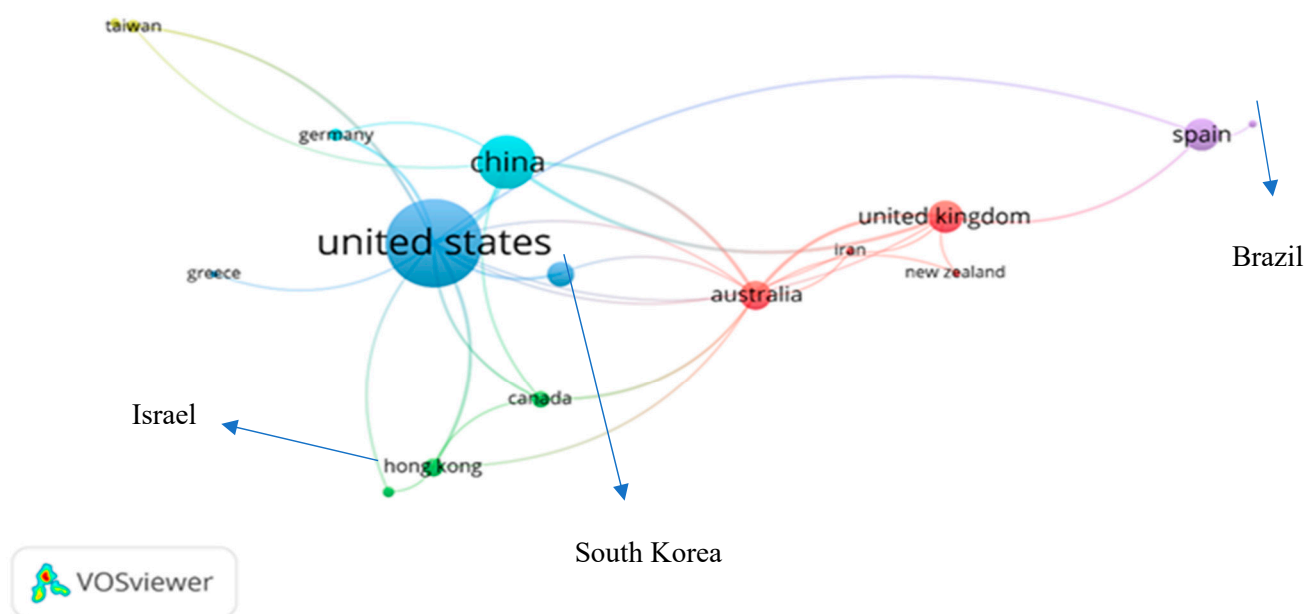 taiwan
germany
china
spain
united kingdom
united states
iran
Brazil
greece
new zealand
australia
canada
Israel
hong kong
South Korea
VOSviewer